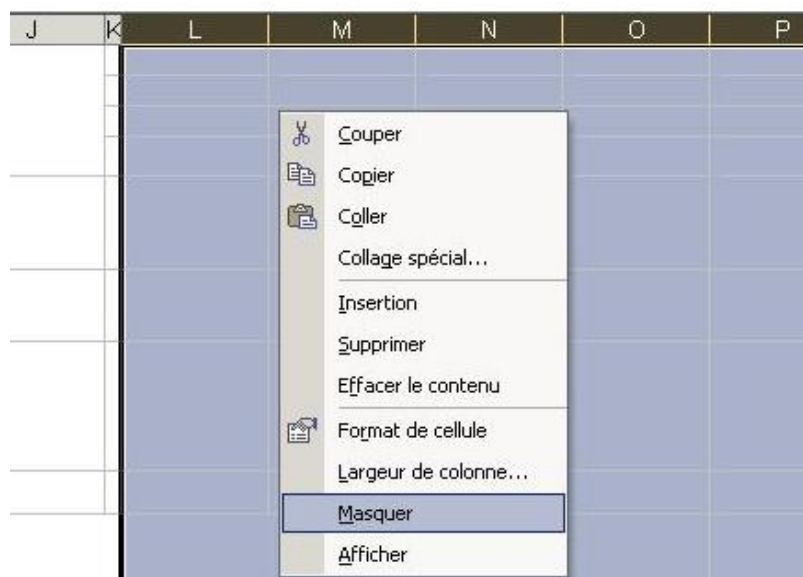 J K L M N O P
Couper
Copier
Coller
Collage spécial...
Insertion
Supprimer
Effacer le contenu
Format de cellule
Largeur de colonne...
Masquer
Afficher